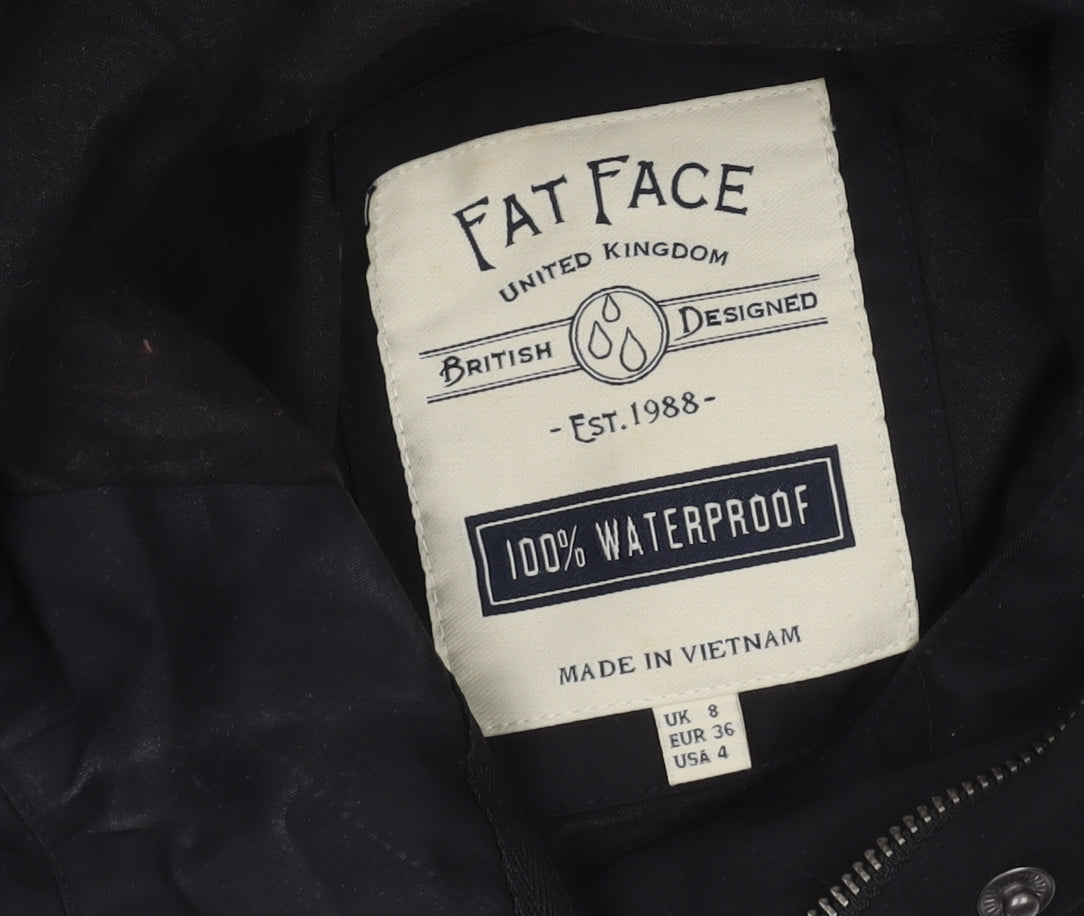 FAT FACE
UNITED KINGDOM
BRITISH DESIGNED
- EST. 1988 -
100% WATERPROOF
MADE IN VIETNAM
UK 8
EUR 36
USA 4